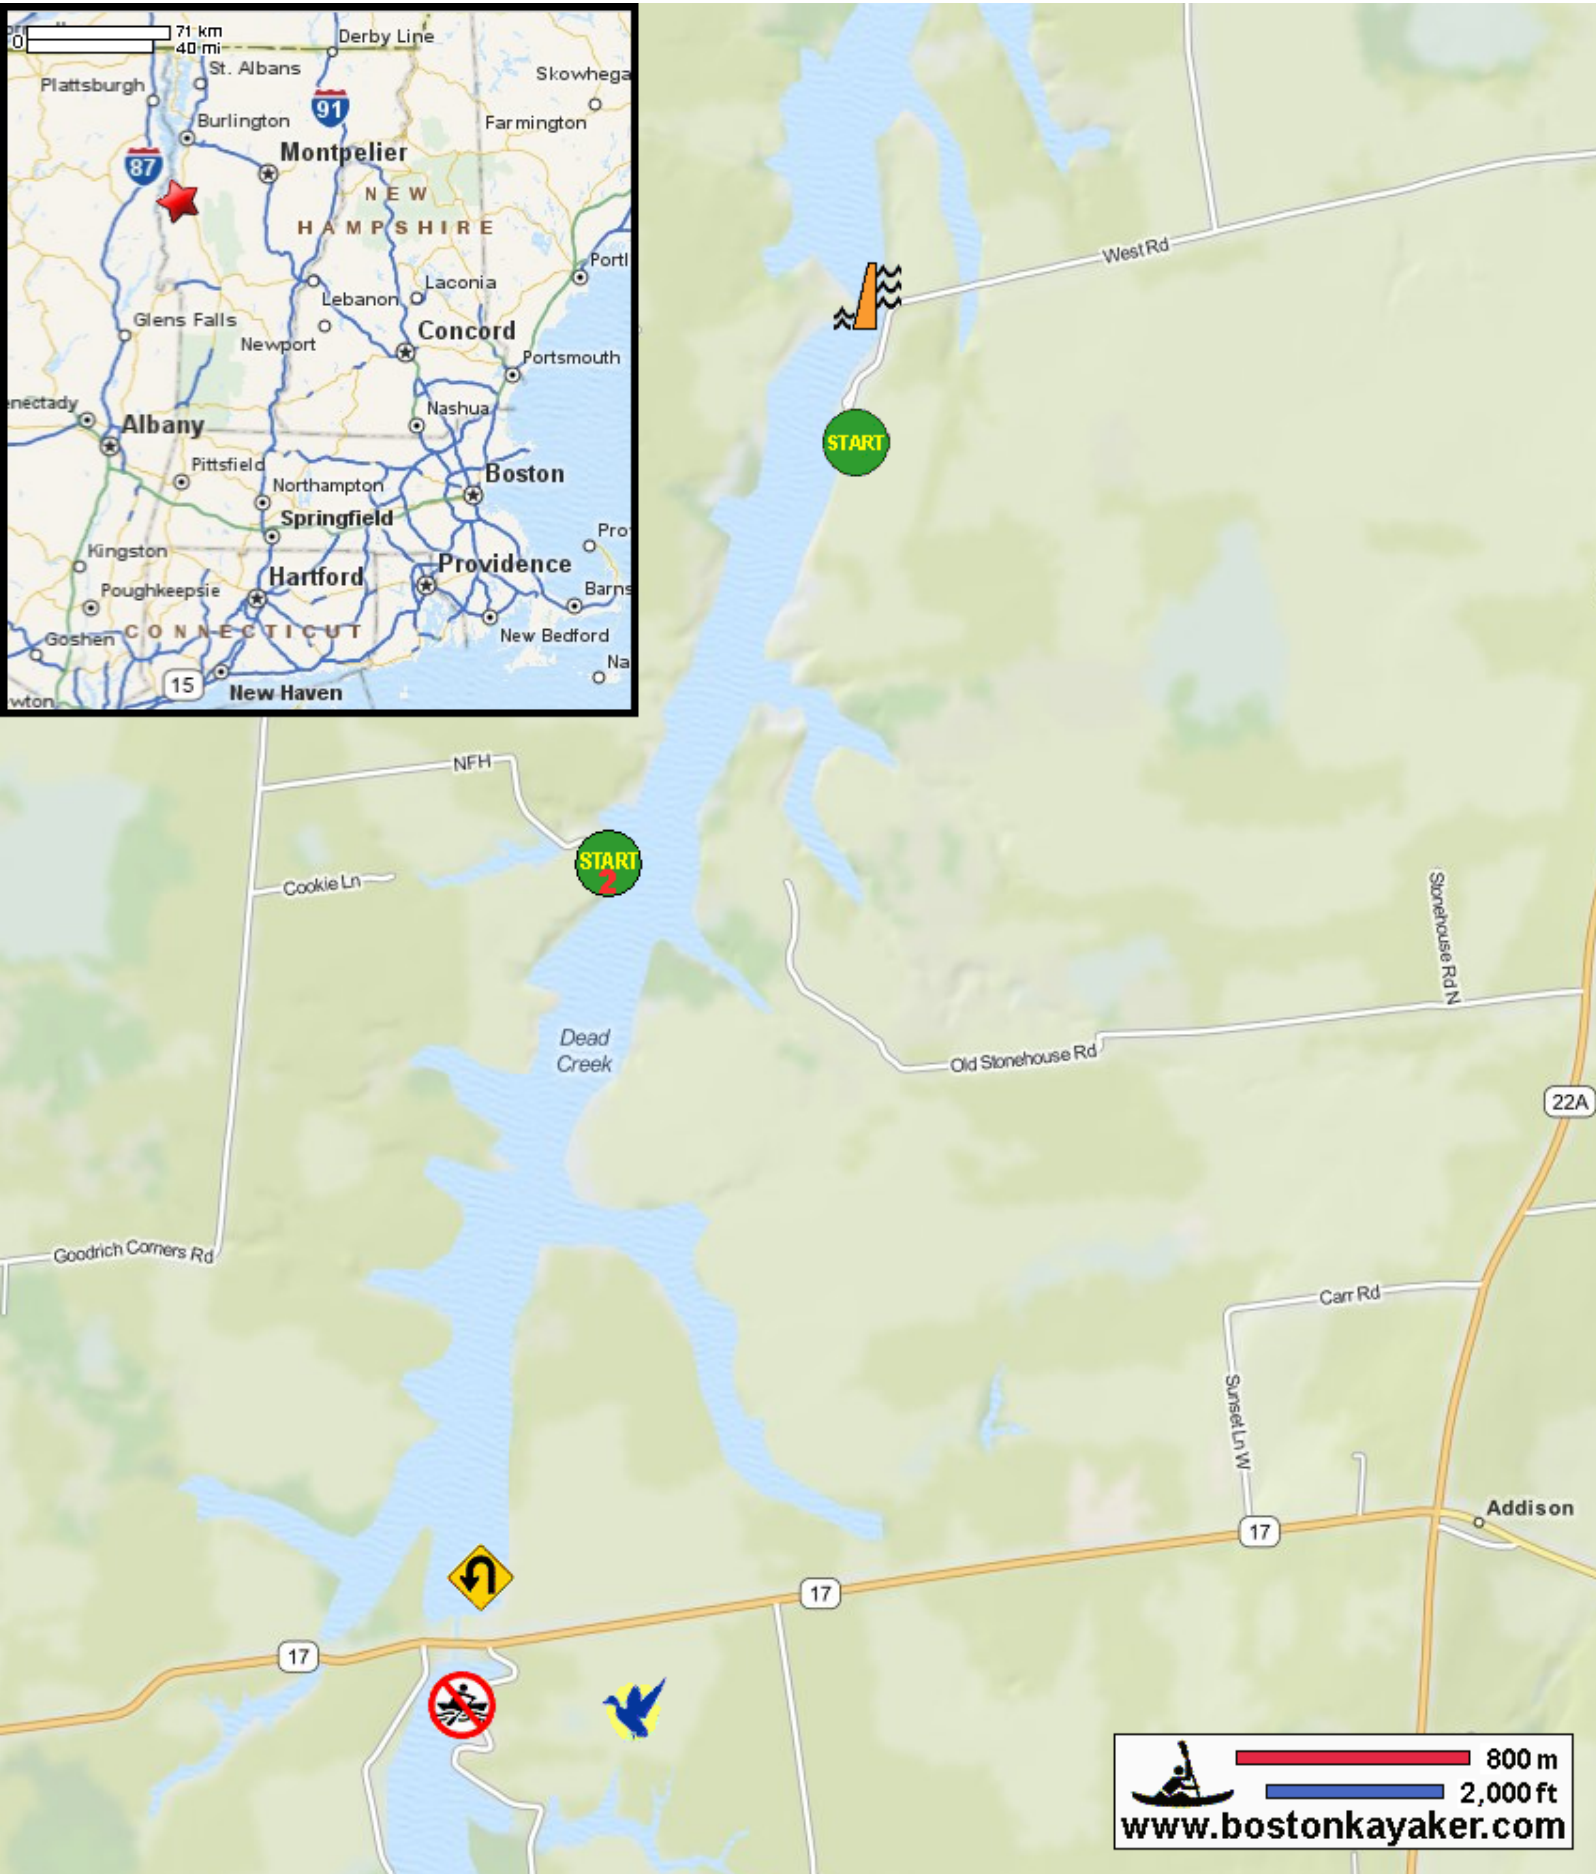 71 km
0
40 mi
Derby Line
St. Albans
Plattsburgh
Skowhega
91
Burlington
Farmington
Montpelier
87
NEW
HAMPSHIRE
Portl
Lebanon
Laconia
Glens Falls
Newport
Concord
Portsmouth
enectady
Nashua
Albany
Pittsfield
Boston
Northampton
Springfield
Pro
Kingston
Hartford
Providence
Poughkeepsie
Barns
Goshen
CONNECTICUT
New Bedford
Na
15
New Haven
wton
West Rd
START
NFH
START
2
Cookie Ln
Stonehouse Rd N
Dead
Creek
Old Stonehouse Rd
22A
Goodrich Corners Rd
Carr Rd
Sunset Ln W
Addison
17
17
17
800 m
2,000 ft
www.bostonkayaker.com